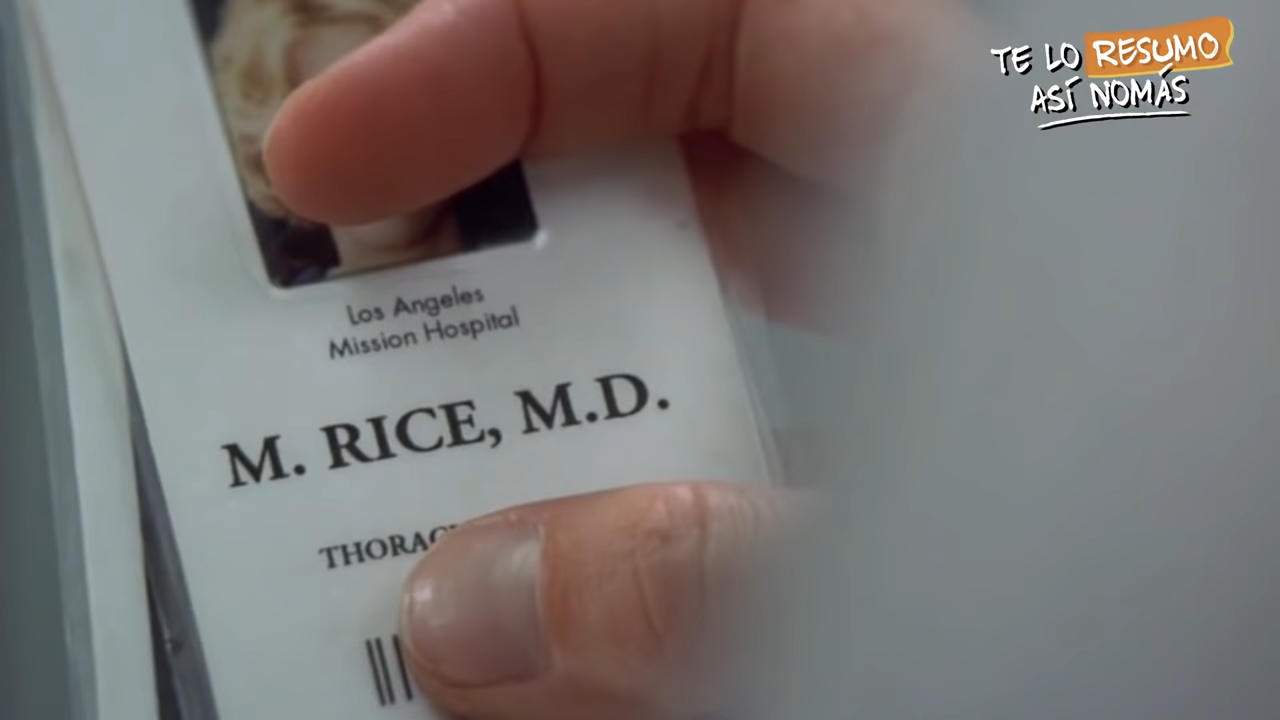 TE LO RESUMO
ASÍ NOMÁS
Los Angeles
Mission Hospital
M. RICE, M.D.